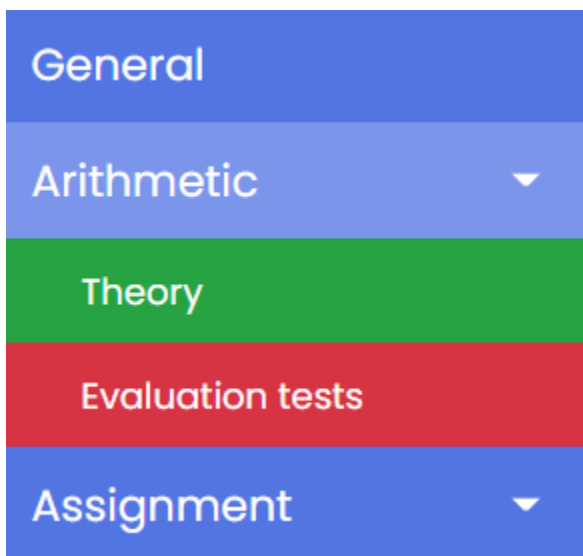 General
Arithmetic
Theory
Evaluation tests
Assignment